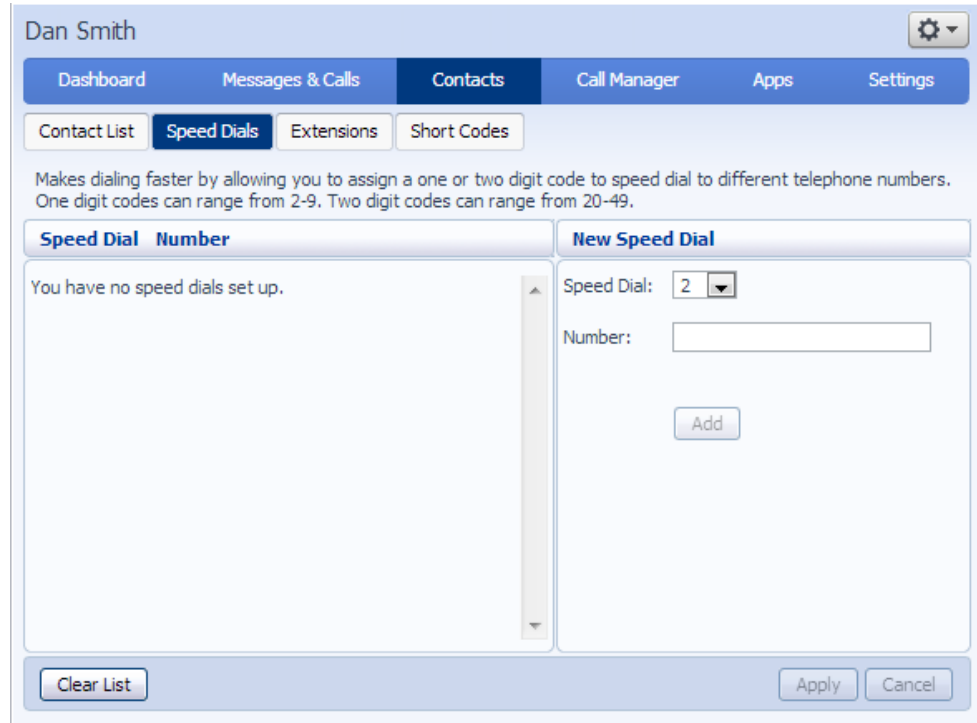 Dan Smith
Dashboard Messages & Calls Contacts Call Manager Apps Settings
Contact List Speed Dials Extensions Short Codes
Makes dialing faster by allowing you to assign a one or two digit code to speed dial to different telephone numbers.
One digit codes can range from 2-9. Two digit codes can range from 20-49.
Speed Dial Number New Speed Dial
You have no speed dials set up.
Speed Dial: 2
Number:
Add
Clear List Apply Cancel